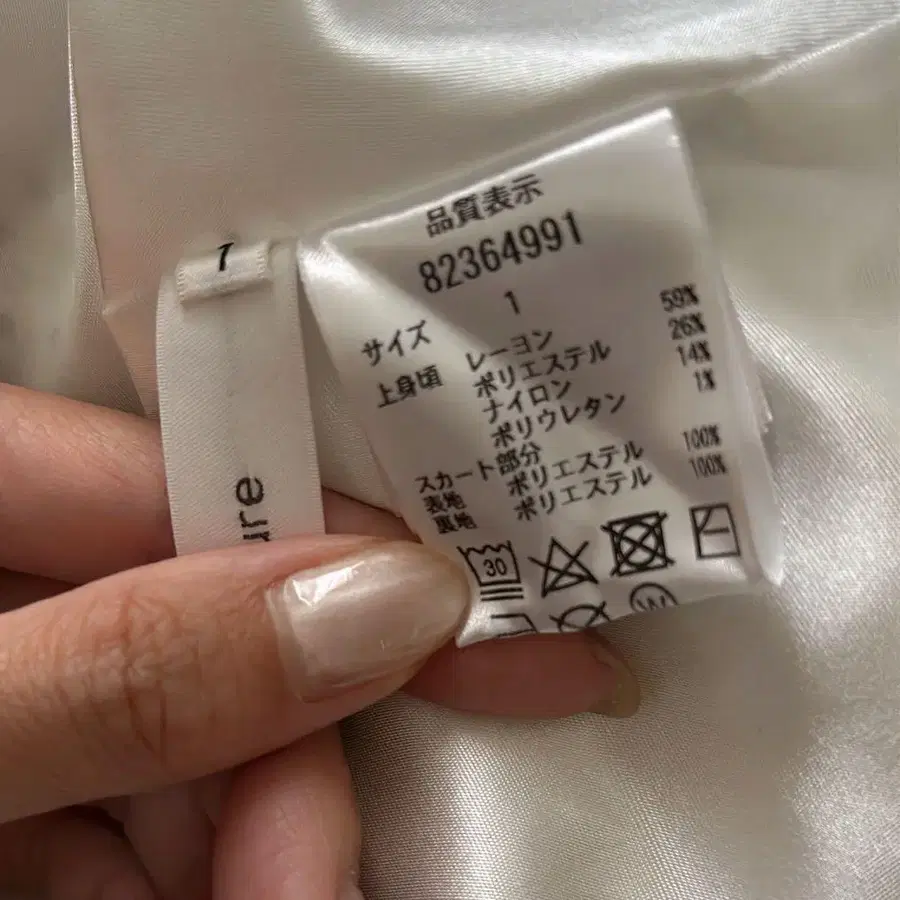 品質表示
82364991
サイズ 1
上身頃 レーヨン 59%
ポリエステル 26%
ナイロン 14%
ポリウレタン 1%
スカート部分
表地 ポリエステル 100%
裏地 ポリエステル 100%
30
W
1
ure